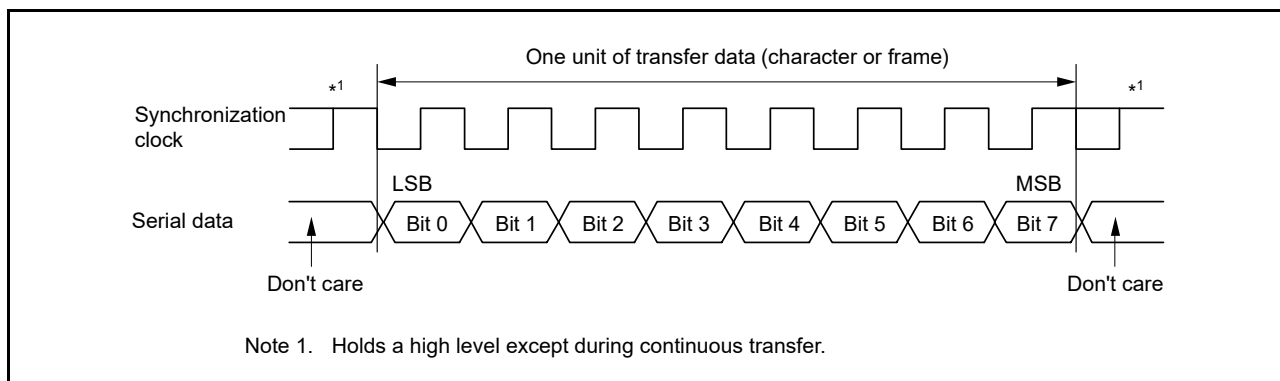 One unit of transfer data (character or frame)
*1 *1
Synchronization
clock
LSB MSB
Serial data Bit 0 Bit 1 Bit 2 Bit 3 Bit 4 Bit 5 Bit 6 Bit 7
Don't care Don't care
Note 1. Holds a high level except during continuous transfer.